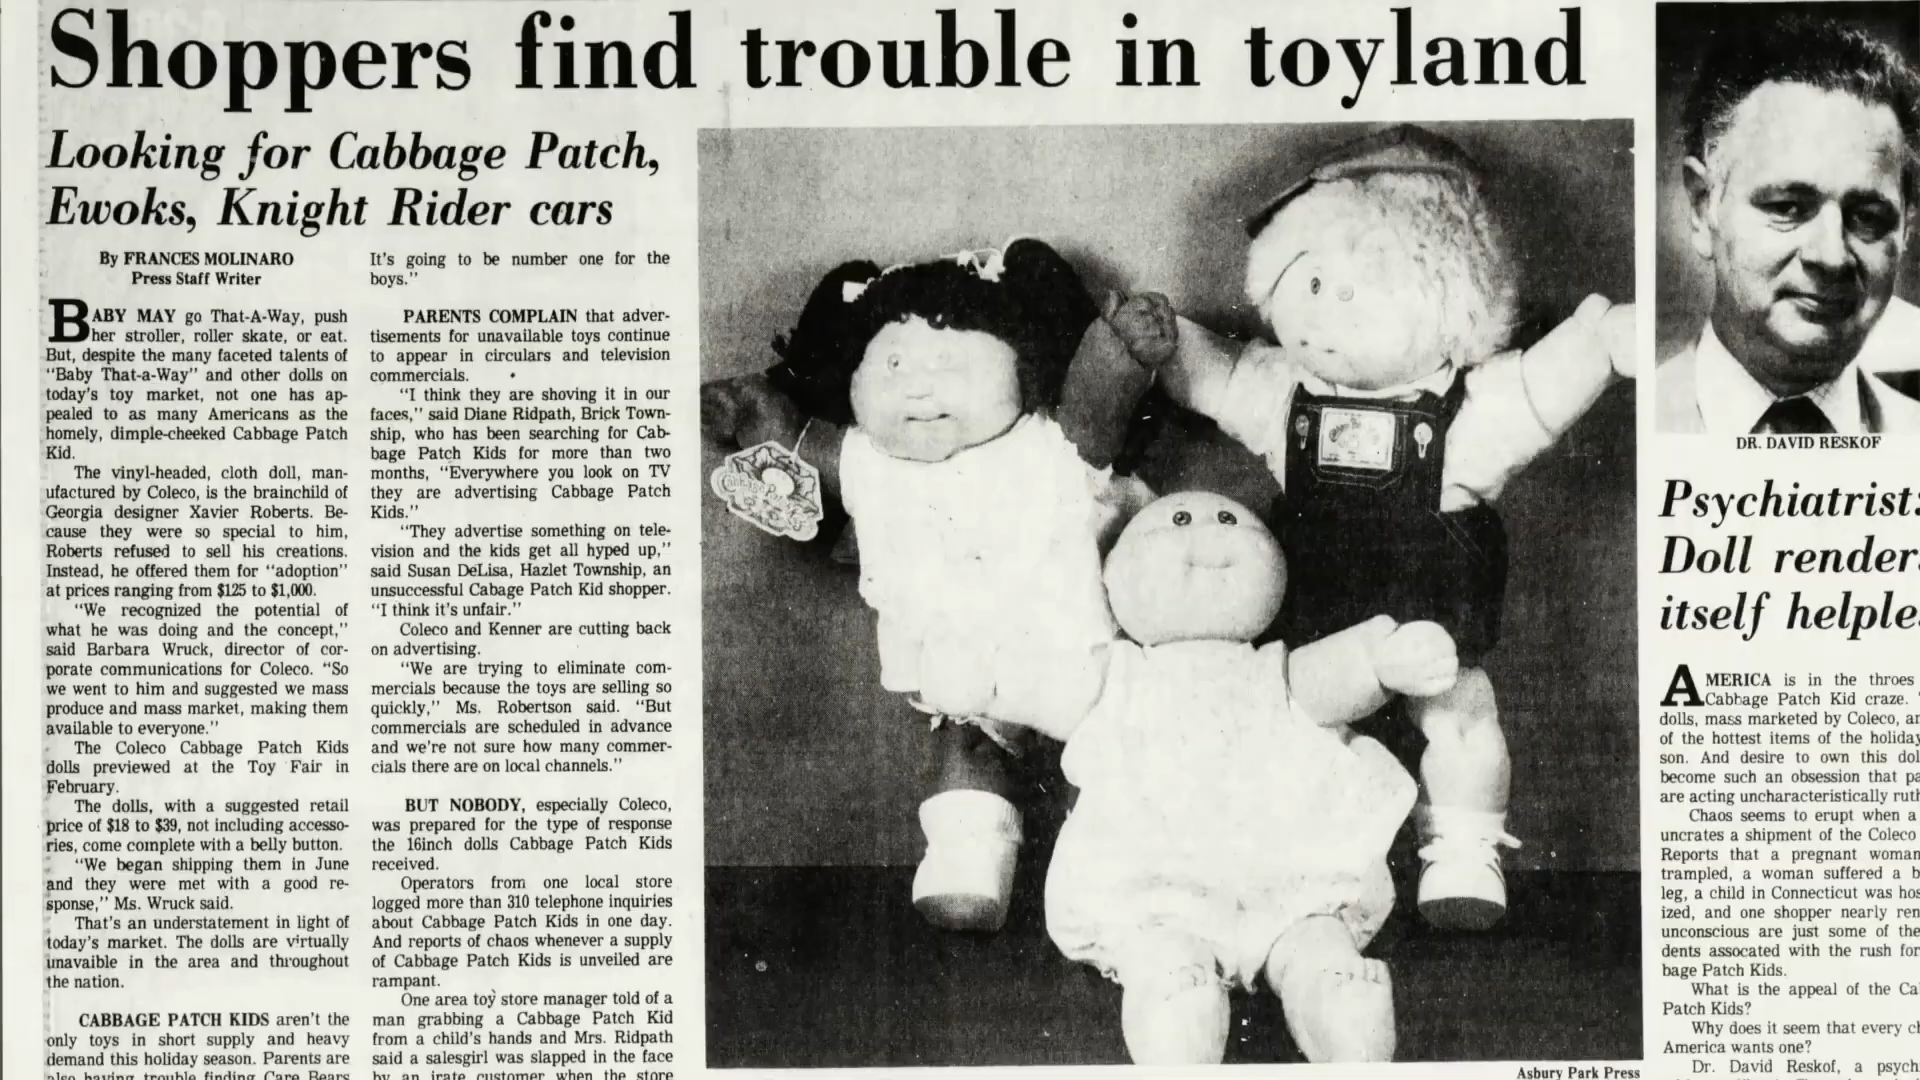 Shoppers find trouble in toyland
Looking for Cabbage Patch,
Ewoks, Knight Rider cars
By FRANCES MOLINARO
Press Staff Writer
BABY MAY go That-A-Way, push
her stroller, roller skate, or eat.
But, despite the many faceted talents of
"Baby That-a-Way" and other dolls on
today's toy market, not one has ap-
pealed to as many Americans as the
homely, dimple-cheeked Cabbage Patch
Kid.
The vinyl-headed, cloth doll, man-
ufactured by Coleco, is the brainchild of
Georgia designer Xavier Roberts. Be-
cause they were so special to him,
Roberts refused to sell his creations.
Instead, he offered them for "adoption"
at prices ranging from $125 to $1,000.
"We recognized the potential of
what he was doing and the concept,"
said Barbara Wruck, director of cor-
porate communications for Coleco. "So
we went to him and suggested we mass
produce and mass market, making them
available to everyone."
The Coleco Cabbage Patch Kids
dolls previewed at the Toy Fair in
February.
The dolls, with a suggested retail
price of $18 to $39, not including accesso-
ries, come complete with a belly button.
"We began shipping them in June
and they were met with a good re-
sponse," Ms. Wruck said.
That's an understatement in light of
today's market. The dolls are virtually
unavaible in the area and throughout
the nation.
CABBAGE PATCH KIDS aren't the
only toys in short supply and heavy
demand this holiday season. Parents are
also having trouble finding Care Bears
It's going to be number one for the
boys."
PARENTS COMPLAIN that adver-
tisements for unavailable toys continue
to appear in circulars and television
commercials.
"I think they are shoving it in our
faces," said Diane Ridpath, Brick Town-
ship, who has been searching for Cab-
bage Patch Kids for more than two
months, "Everywhere you look on TV
they are advertising Cabbage Patch
Kids."
"They advertise something on tele-
vision and the kids get all hyped up,"
said Susan DeLisa, Hazlet Township, an
unsuccessful Cabage Patch Kid shopper.
"I think it's unfair."
Coleco and Kenner are cutting back
on advertising.
"We are trying to eliminate com-
mercials because the toys are selling so
quickly," Ms. Robertson said. "But
commercials are scheduled in advance
and we're not sure how many commer-
cials there are on local channels."
BUT NOBODY, especially Coleco,
was prepared for the type of response
the 16inch dolls Cabbage Patch Kids
received.
Operators from one local store
logged more than 310 telephone inquiries
about Cabbage Patch Kids in one day.
And reports of chaos whenever a supply
of Cabbage Patch Kids is unveiled are
rampant.
One area toy store manager told of a
man grabbing a Cabbage Patch Kid
from a child's hands and Mrs. Ridpath
said a salesgirl was slapped in the face
by an irate customer when the store
Asbury Park Press
DR. DAVID RESKOF
Psychiatrist:
Doll render
itself helple
AMERICA is in the throes
Cabbage Patch Kid craze.
dolls, mass marketed by Coleco, ar
of the hottest items of the holiday
son. And desire to own this dol
become such an obsession that pa
are acting uncharacteristically ruth
Chaos seems to erupt when a
uncrates a shipment of the Coleco
Reports that a pregnant woman
trampled, a woman suffered a b
leg, a child in Connecticut was hos
ized, and one shopper nearly ren
unconscious are just some of the
dents assocated with the rush for
bage Patch Kids.
What is the appeal of the Ca
Patch Kids?
Why does it seem that every ch
America wants one?
Dr. David Reskof, a psych